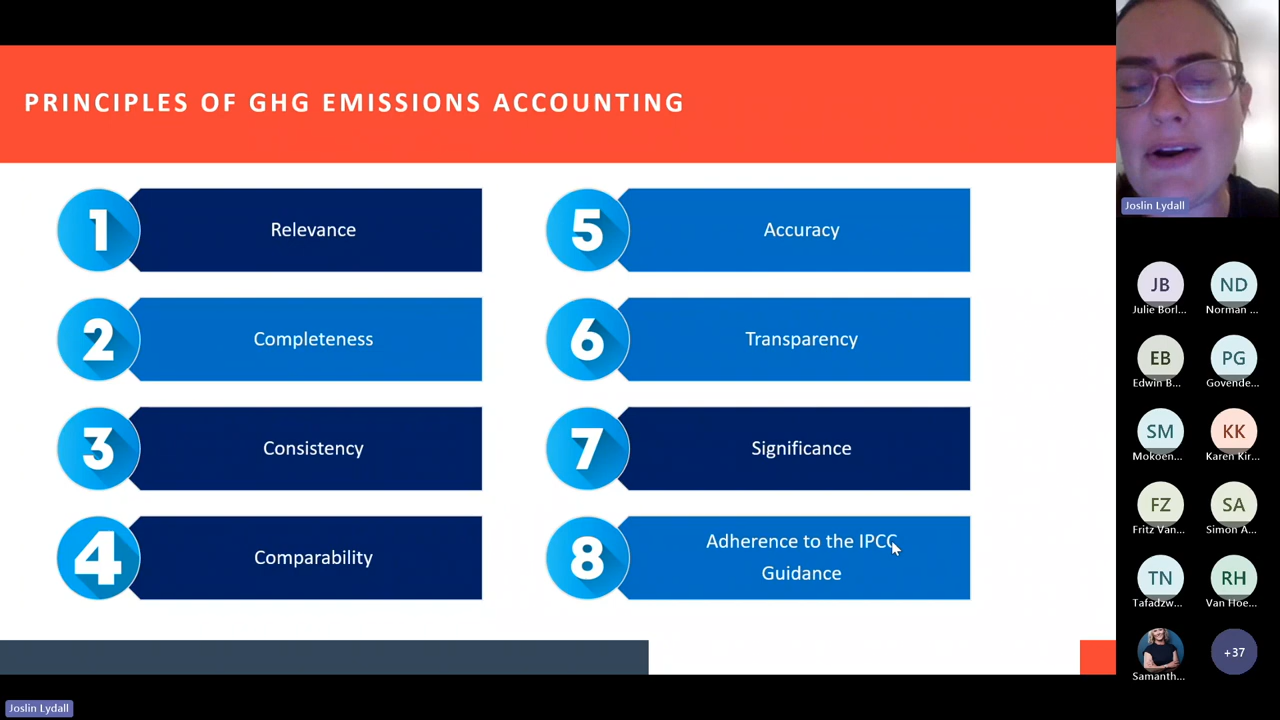 PRINCIPLES OF GHG EMISSIONS ACCOUNTING
1 Relevance
2 Completeness
3 Consistency
4 Comparability
5 Accuracy
6 Transparency
7 Significance
8 Adherence to the IPCC
Guidance
Joslin Lydall
JB ND
Julie Borl... Norman ...
EB PG
Edwin B... Govende...
SM KK
Mokoen... Karen Kir...
FZ SA
Fritz Van... Simon A...
TN RH
Tafadzw... Van Hoe...
+37
Samanth...
Joslin Lydall